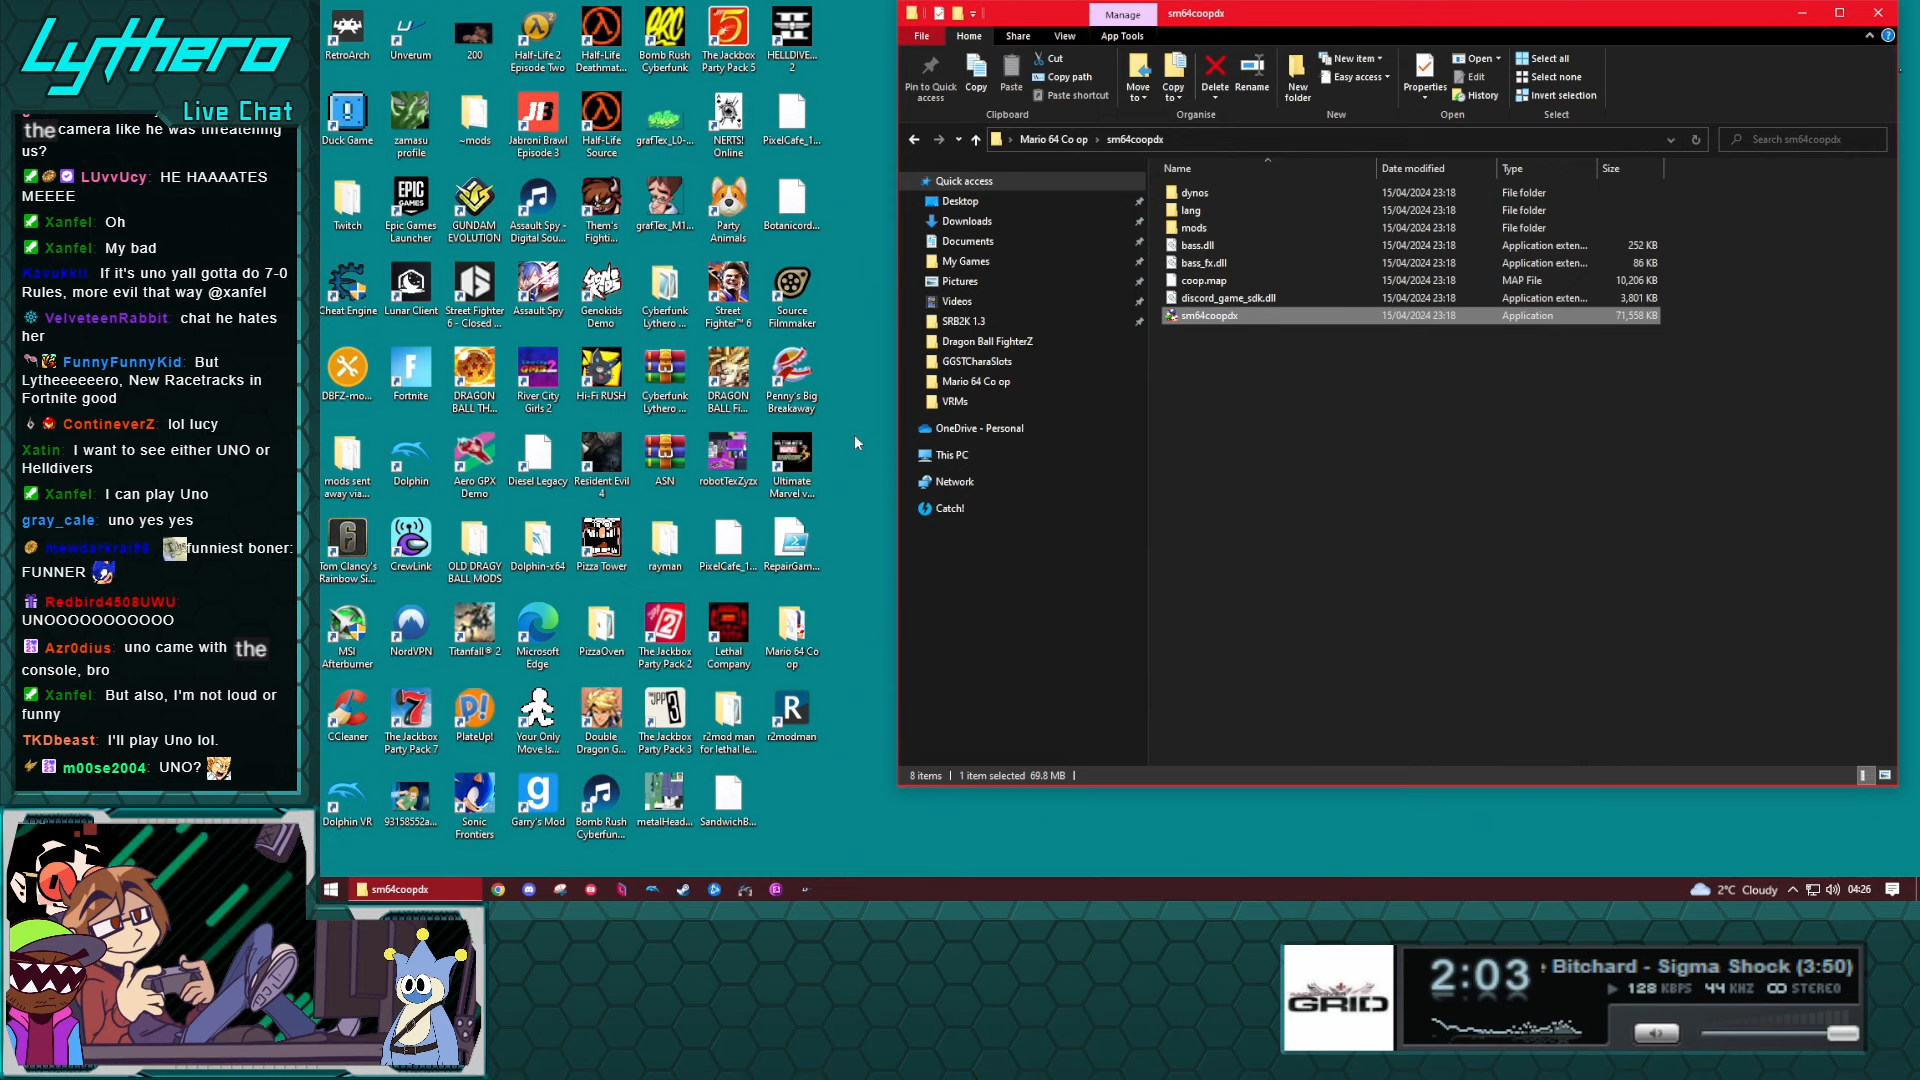 Lythero
Live Chat
the camera like he was threatening
us?
LUvvUcy: HE HAAATES
MEEEE
Xanfel: Oh
Xanfel: My bad
Kavukkii: If it's uno yall gotta do 7-0
Rules, more evil that way @xanfel
VelveteenRabbit: chat he hates
her
FunnyFunnyKid: But
Lytheeeeeero, New Racetracks in
Fortnite good
ContineverZ: lol lucy
Xatin: I want to see either UNO or
Helldivers
Xanfel: I can play Uno
gray_cale: uno yes yes
mewdarkrai96: funniest boner:
FUNNER
Redbird4508UWU:
UNOOOOOOOOOOO
Azr0dius: uno came with the
console, bro
Xanfel: But also, I'm not loud or
funny
TKDbeast: I'll play Uno lol.
m00se2004: UNO?
RetroArch
Unverum
200
Half-Life 2
Episode Two
Half-Life
Deathmat...
Bomb Rush
Cyberfunk
The Jackbox
Party Pack 5
HELLDIVE...
2
Duck Game
zamasu
profile
~mods
Jabroni Brawl
Episode 3
Half-Life
Source
grafTex_L0-...
NERTS!
Online
PixelCafe_1...
Twitch
Epic Games
Launcher
GUNDAM
EVOLUTION
Assault Spy -
Digital Sou...
Them's
Fighti...
grafTex_M1...
Party
Animals
Botanicord...
Cheat Engine
Lunar Client
Street Fighter
6 - Closed ...
Assault Spy
Genokids
Demo
Cyberfunk
Lythero ...
Street
Fighter™ 6
Source
Filmmaker
DBFZ-mo...
Fortnite
DRAGON
BALL TH...
River City
Girls 2
Hi-Fi RUSH
Cyberfunk
Lythero ...
DRAGON
BALL Fi...
Penny's Big
Breakaway
mods sent
away via...
Dolphin
Aero GPX
Demo
Diesel Legacy
Resident Evil
4
ASN
robotTexZyzx
Ultimate
Marvel v...
Tom Clancy's
Rainbow Si...
CrewLink
OLD DRAGY
BALL MODS
Dolphin-x64
Pizza Tower
rayman
PixelCafe_1...
RepairGam...
MSI
Afterburner
NordVPN
Titanfall® 2
Microsoft
Edge
PizzaOven
The Jackbox
Party Pack 2
Lethal
Company
Mario 64 Co
op
CCleaner
The Jackbox
Party Pack 7
PlateUp!
Your Only
Move Is...
Double
Dragon G...
The Jackbox
Party Pack 3
r2mod man
for lethal le...
r2modman
Dolphin VR
93158552a...
Sonic
Frontiers
Garry's Mod
Bomb Rush
Cyberfun...
metalHead...
SandwichB...
Manage
sm64coopdx
File
Home
Share
View
App Tools
Pin to Quick
access
Copy
Paste
Cut
Copy path
Paste shortcut
Clipboard
Move
to
Copy
to
Delete
Rename
Organise
New
folder
New item
Easy access
New
Properties
Open
Edit
History
Open
Select all
Select none
Invert selection
Select
Mario 64 Co op
sm64coopdx
Search sm64coopdx
Quick access
Desktop
Downloads
Documents
My Games
Pictures
Videos
SRB2K 1.3
Dragon Ball FighterZ
GGSTCharaSlots
Mario 64 Co op
VRMs
OneDrive - Personal
This PC
Network
Catch!
Name Date modified Type Size
dynos 15/04/2024 23:18 File folder
lang 15/04/2024 23:18 File folder
mods 15/04/2024 23:18 File folder
bass.dll 15/04/2024 23:18 Application exten... 252 KB
bass_fx.dll 15/04/2024 23:18 Application exten... 86 KB
coop.map 15/04/2024 23:18 MAP File 10,206 KB
discord_game_sdk.dll 15/04/2024 23:18 Application exten... 3,801 KB
sm64coopdx 15/04/2024 23:18 Application 71,558 KB
8 items 1 item selected 69.8 MB
sm64coopdx
2°C Cloudy
04:26
GRID
2:03
Bitchard - Sigma Shock (3:50)
128 KBPS 44 KHZ STEREO